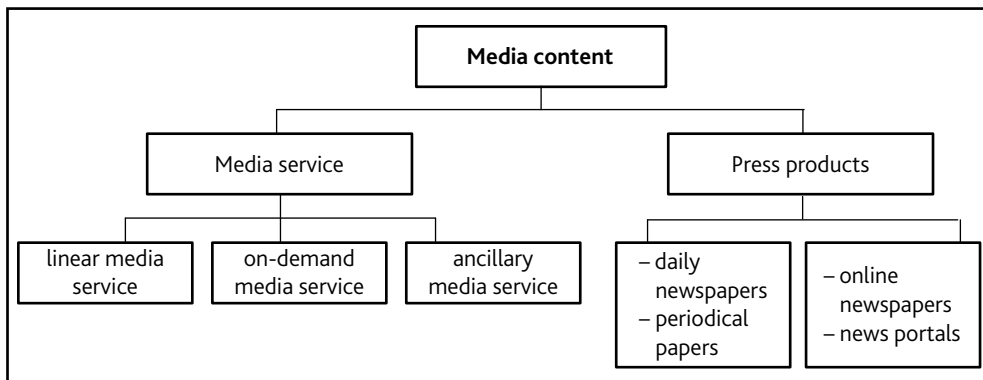 Media content
Media service
Press products
linear media
service
on-demand
media service
ancillary
media service
– daily
newspapers
– periodical
papers
– online
newspapers
– news portals